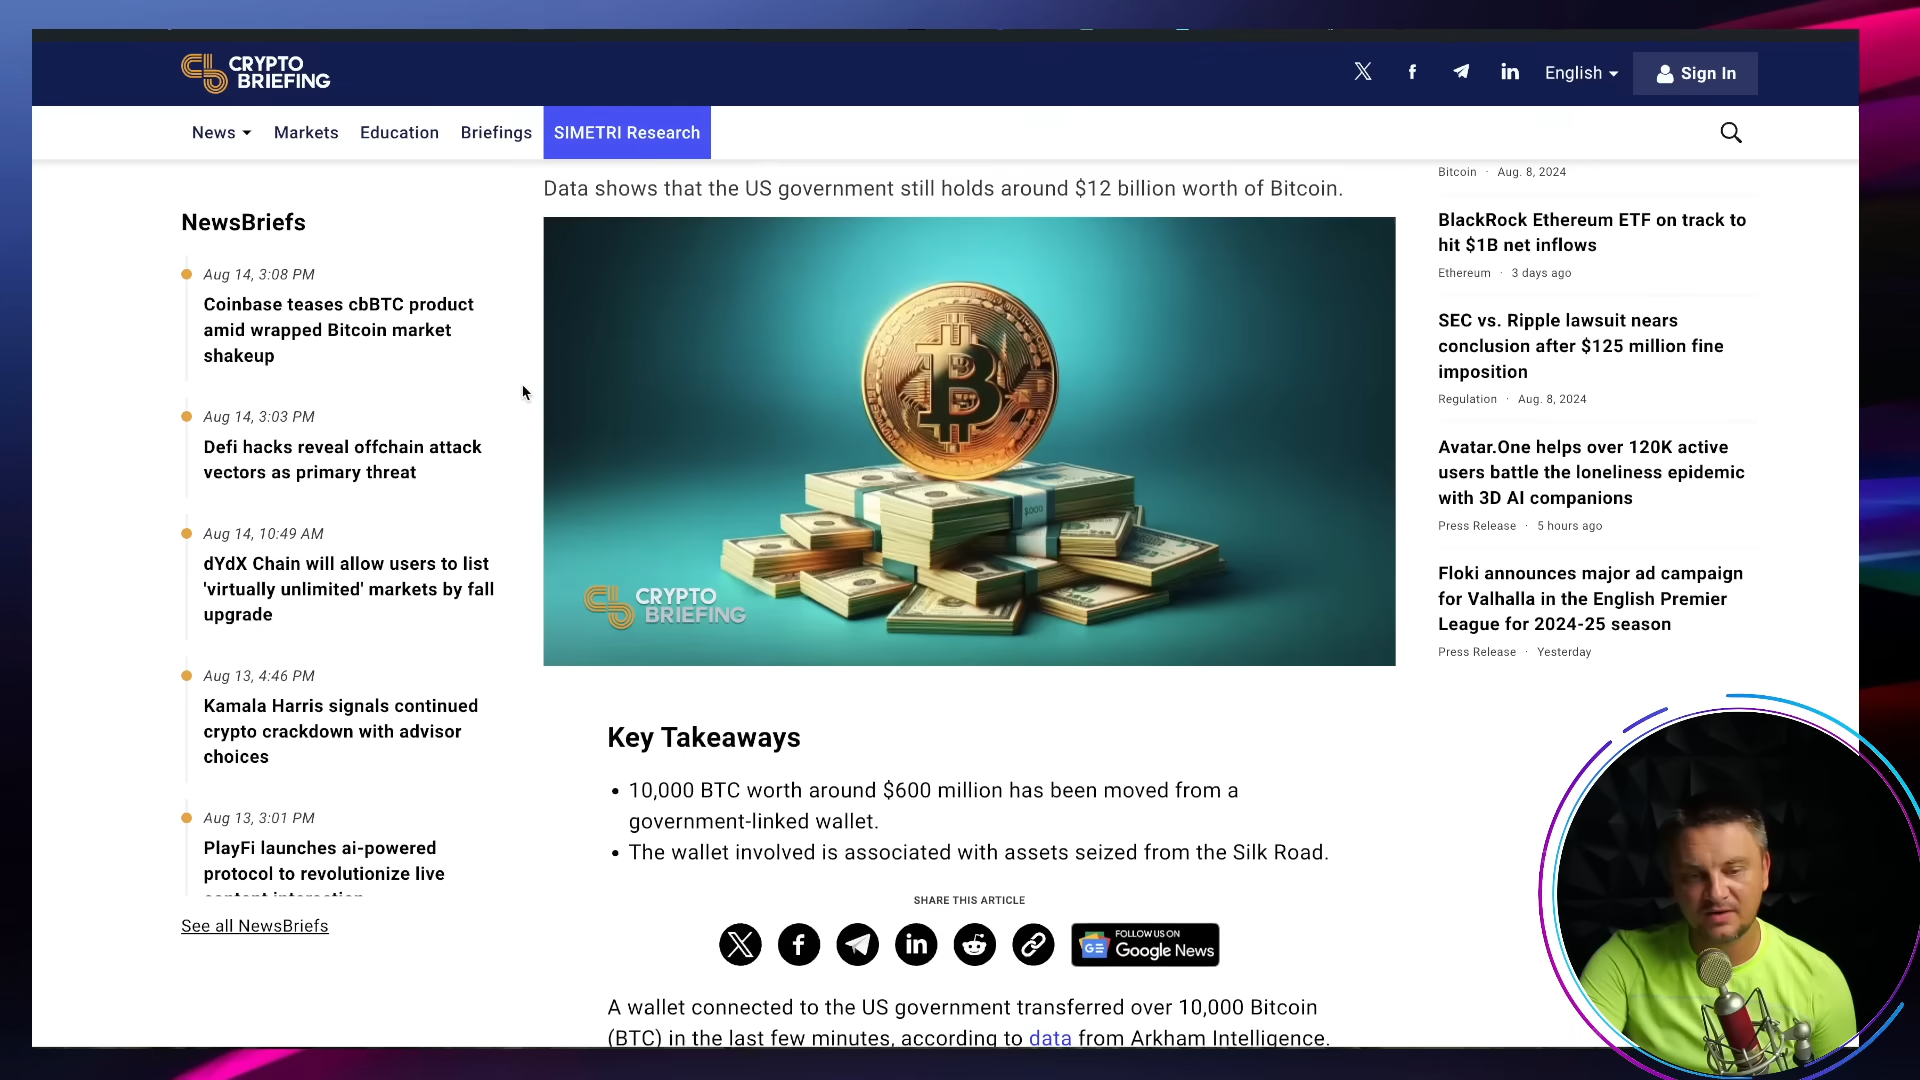 CRYPTO
BRIEFING
English
Sign In
News
Markets
Education
Briefings
SIMETRI Research
Data shows that the US government still holds around $12 billion worth of Bitcoin.
NewsBriefs
Aug 14, 3:08 PM
Coinbase teases cbBTC product
amid wrapped Bitcoin market
shakeup
Aug 14, 3:03 PM
Defi hacks reveal offchain attack
vectors as primary threat
Aug 14, 10:49 AM
dYdX Chain will allow users to list
'virtually unlimited' markets by fall
upgrade
Aug 13, 4:46 PM
Kamala Harris signals continued
crypto crackdown with advisor
choices
Aug 13, 3:01 PM
PlayFi launches ai-powered
protocol to revolutionize live
content interaction
See all NewsBriefs
$000
CRYPTO
BRIEFING
Key Takeaways
• 10,000 BTC worth around $600 million has been moved from a
government-linked wallet.
• The wallet involved is associated with assets seized from the Silk Road.
SHARE THIS ARTICLE
FOLLOW US ON
Google News
A wallet connected to the US government transferred over 10,000 Bitcoin
(BTC) in the last few minutes, according to data from Arkham Intelligence.
Bitcoin · Aug. 8, 2024
BlackRock Ethereum ETF on track to
hit $1B net inflows
Ethereum · 3 days ago
SEC vs. Ripple lawsuit nears
conclusion after $125 million fine
imposition
Regulation · Aug. 8, 2024
Avatar.One helps over 120K active
users battle the loneliness epidemic
with 3D AI companions
Press Release · 5 hours ago
Floki announces major ad campaign
for Valhalla in the English Premier
League for 2024-25 season
Press Release · Yesterday